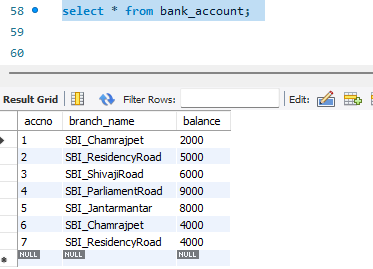 58 select * from bank_account;
59
60
Result Grid Filter Rows: Edit:
accno branch_name balance
1 SBI_Chamrajpet 2000
2 SBI_ResidencyRoad 5000
3 SBI_ShivajiRoad 6000
4 SBI_ParliamentRoad 9000
5 SBI_Jantarmantar 8000
6 SBI_Chamrajpet 4000
7 SBI_ResidencyRoad 4000
NULL NULL NULL